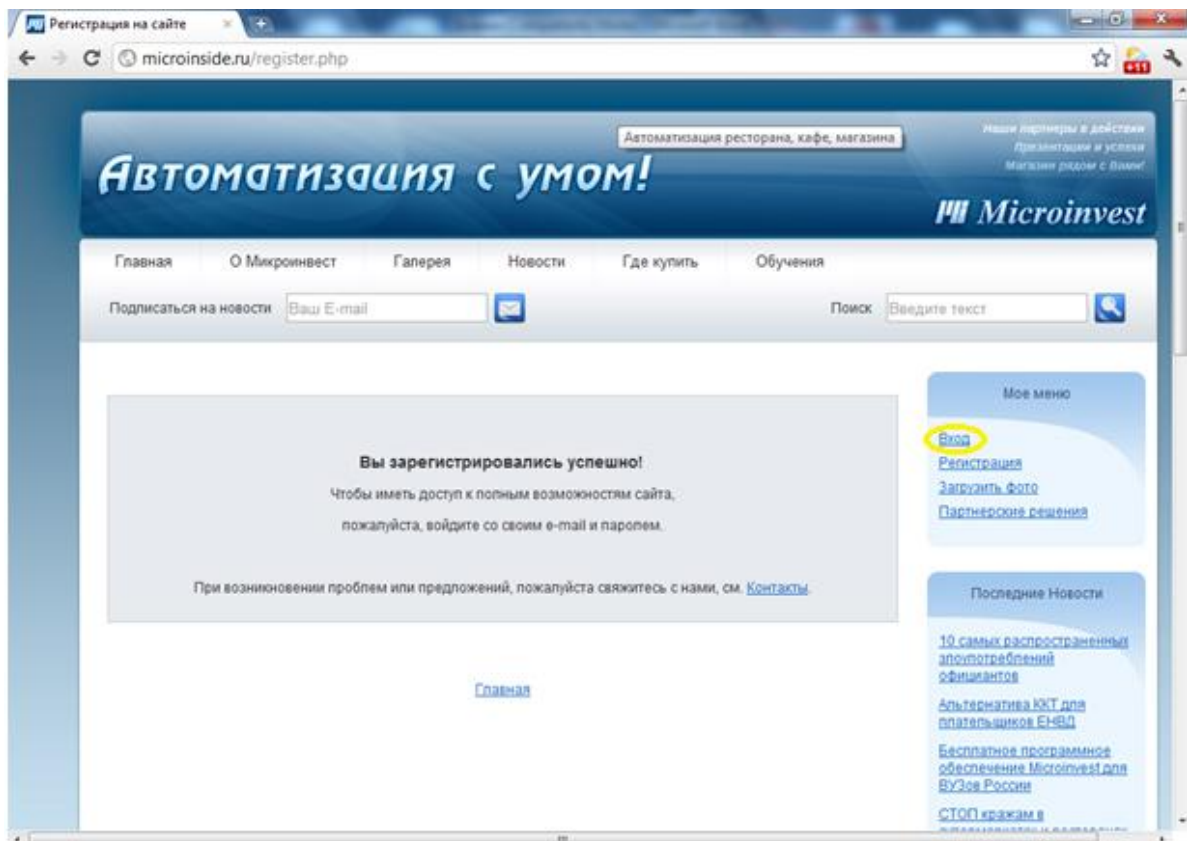 Регистрация на сайте
microinside.ru/register.php
+11
Автоматизация ресторана, кафе, магазина
Наши партнеры в действии
Презентации и успехи
Магазин рядом с Вами!
Автоматизация с умом!
Microinvest
Главная О Микроинвест Галерея Новости Где купить Обучения
Подписаться на новости Ваш E-mail Поиск Введите текст
Мое меню
Вход
Регистрация
Загрузить фото
Партнерские решения
Вы зарегистрировались успешно!
Чтобы иметь доступ к полным возможностям сайта,
пожалуйста, войдите со своим e-mail и паролем.
При возникновении проблем или предложений, пожалуйста свяжитесь с нами, см. Контакты.
Главная
Последние Новости
10 самых распространенных
злоупотреблений
официантов
Альтернатива ККТ для
плательщиков ЕНВД
Бесплатное программное
обеспечение Microinvest для
ВУЗов России
СТОП кражам в